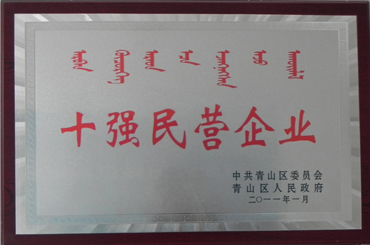 十强民营企业
中共青山区委员会
青山区人民政府
二〇一一年一月